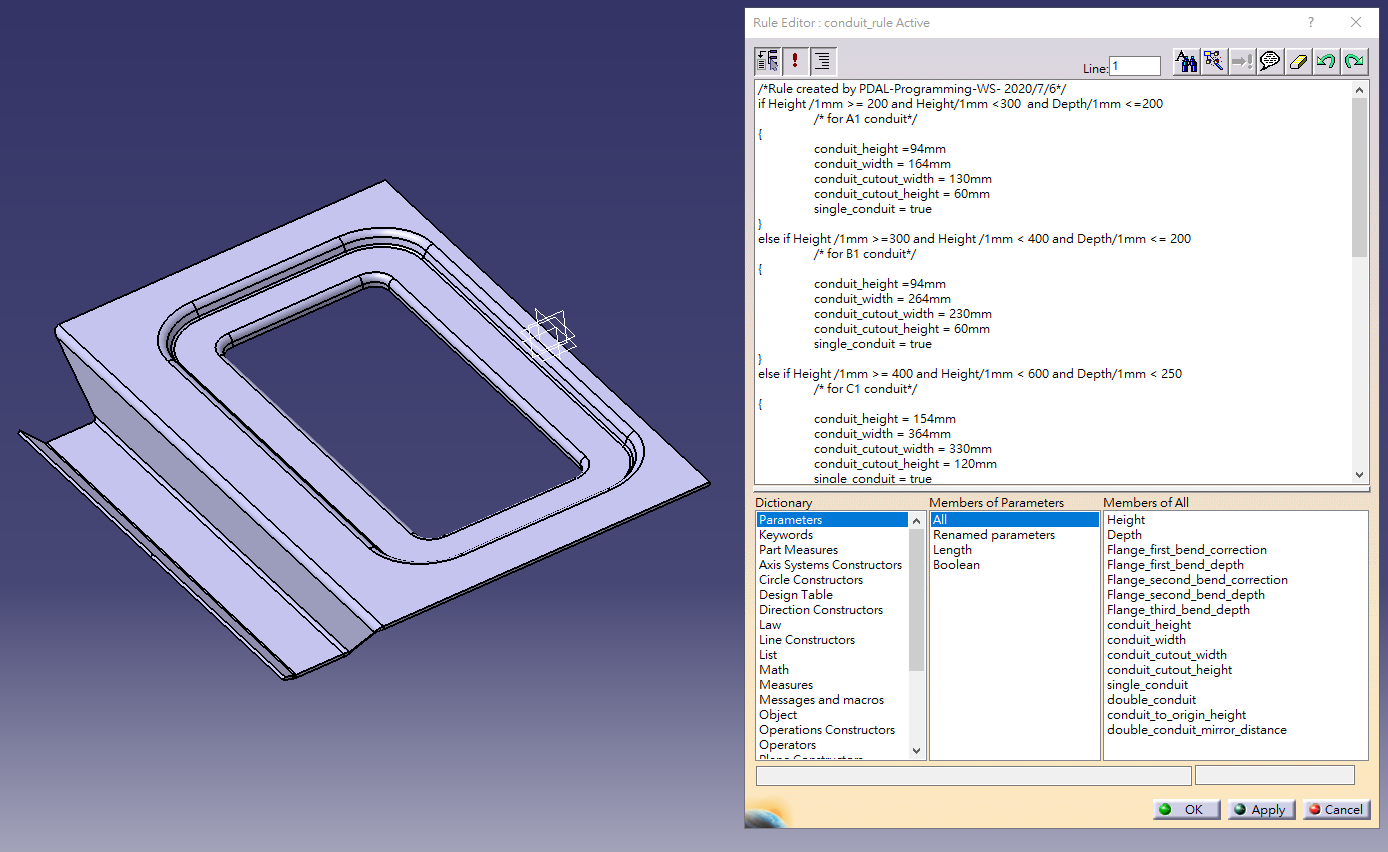 Rule Editor : conduit_rule Active
?
Line:
1
/*Rule created by PDAL-Programming-WS- 2020/7/6*/
if Height /1mm >= 200 and Height/1mm <300  and Depth/1mm <=200
/* for A1 conduit*/
{
conduit_height =94mm
conduit_width = 164mm
conduit_cutout_width = 130mm
conduit_cutout_height = 60mm
single_conduit = true
}
else if Height /1mm >=300 and Height /1mm < 400 and Depth/1mm <= 200
/* for B1 conduit*/
{
conduit_height =94mm
conduit_width = 264mm
conduit_cutout_width = 230mm
conduit_cutout_height = 60mm
single_conduit = true
}
else if Height /1mm >= 400 and Height/1mm < 600 and Depth/1mm < 250
/* for C1 conduit*/
{
conduit_height = 154mm
conduit_width = 364mm
conduit_cutout_width = 330mm
conduit_cutout_height = 120mm
single_conduit = true
Dictionary
Parameters
Keywords
Part Measures
Axis Systems Constructors
Circle Constructors
Design Table
Direction Constructors
Law
Line Constructors
List
Math
Measures
Messages and macros
Object
Operations Constructors
Operators
Plane Constructors
Members of Parameters
All
Renamed parameters
Length
Boolean
Members of All
Height
Depth
Flange_first_bend_correction
Flange_first_bend_depth
Flange_second_bend_correction
Flange_second_bend_depth
Flange_third_bend_depth
conduit_height
conduit_width
conduit_cutout_width
conduit_cutout_height
single_conduit
double_conduit
conduit_to_origin_height
double_conduit_mirror_distance
OK
Apply
Cancel